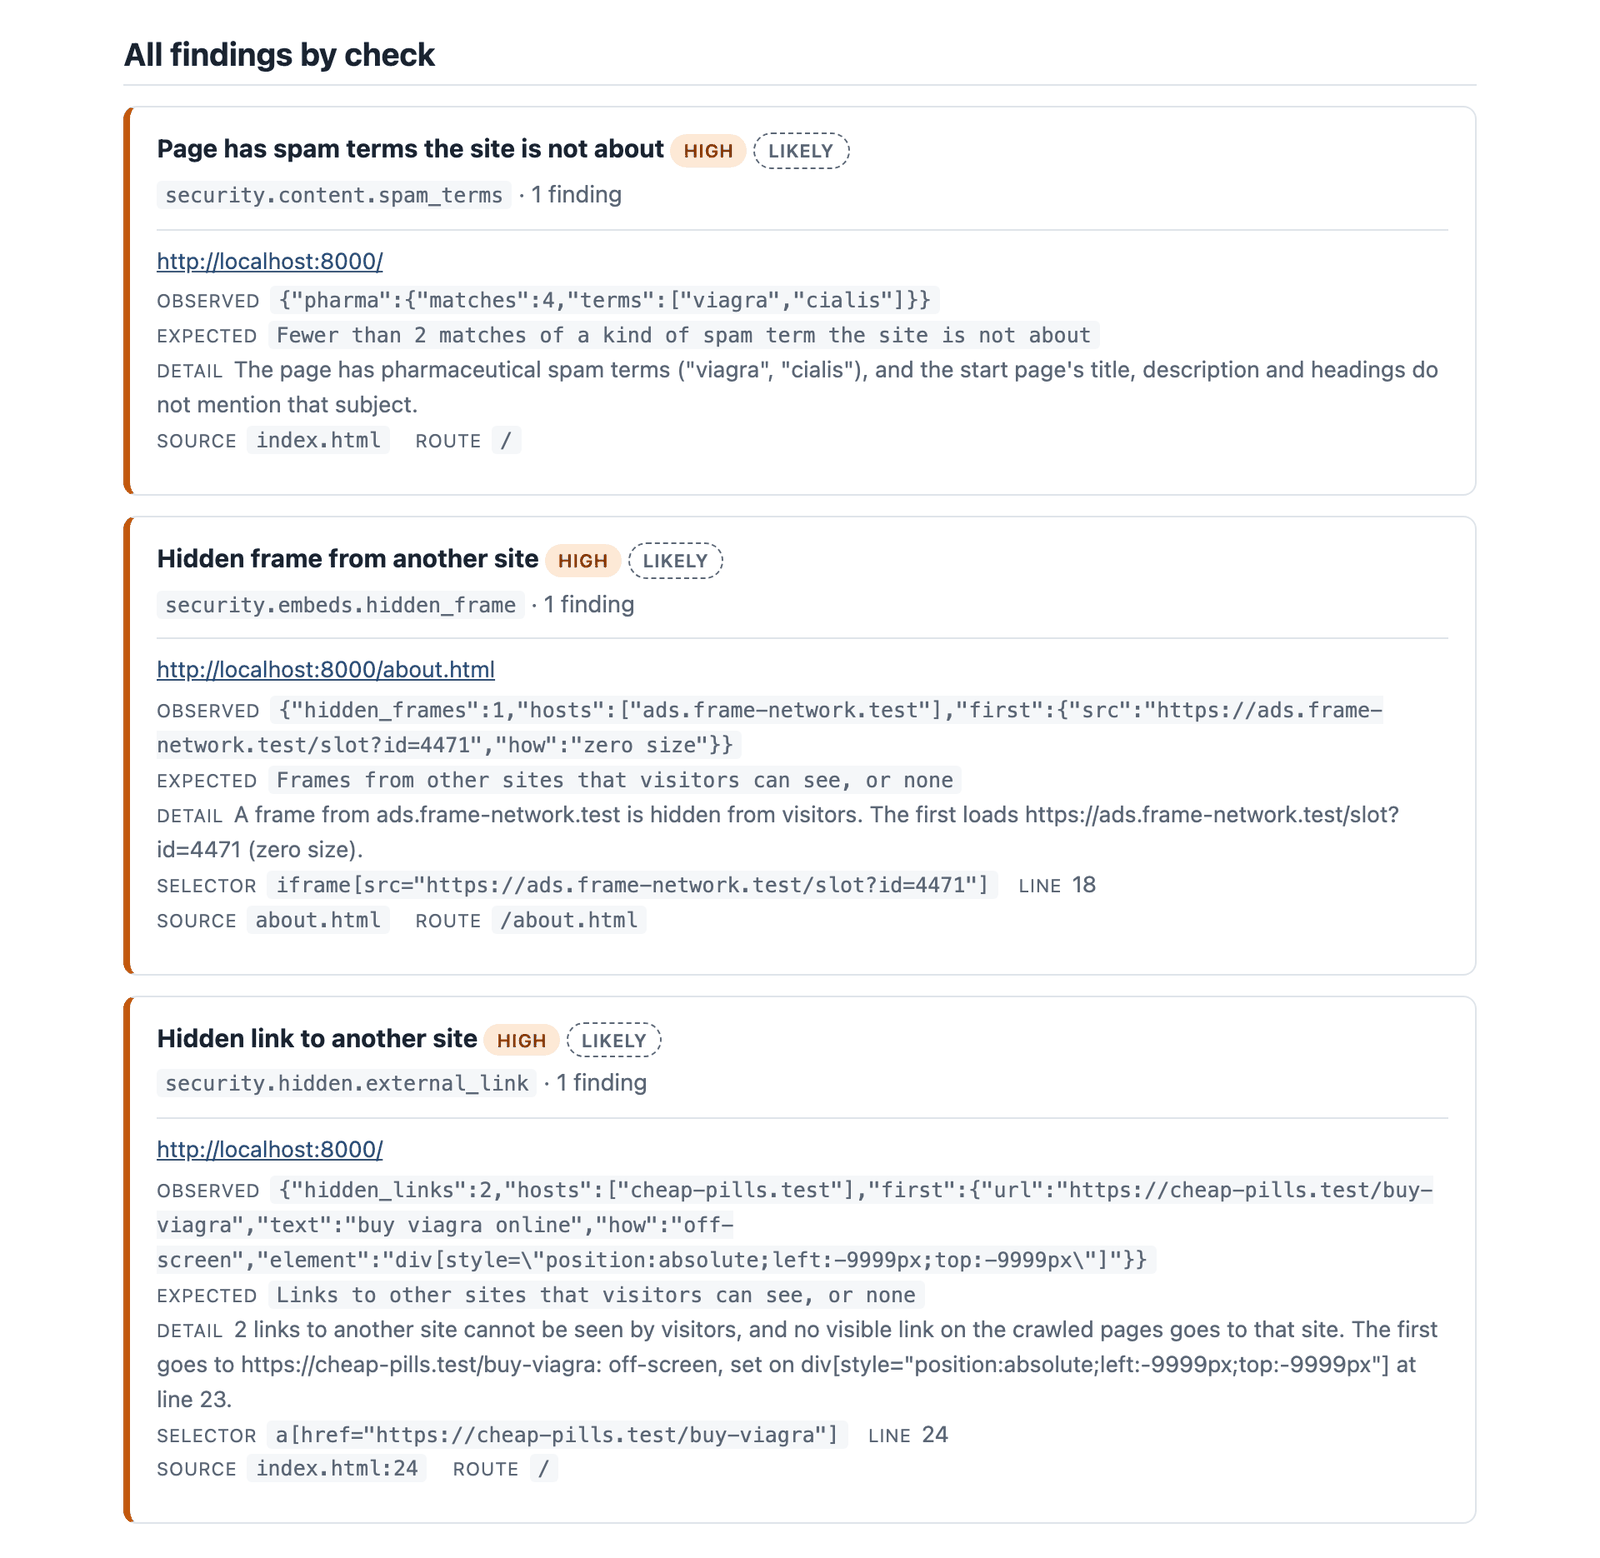 All findings by check
Page has spam terms the site is not about HIGH LIKELY
security.content.spam_terms · 1 finding
http://localhost:8000/
OBSERVED {"pharma":{"matches":4,"terms":["viagra","cialis"]}}
EXPECTED Fewer than 2 matches of a kind of spam term the site is not about
DETAIL The page has pharmaceutical spam terms ("viagra", "cialis"), and the start page's title, description and headings do
not mention that subject.
SOURCE index.html ROUTE /
Hidden frame from another site HIGH LIKELY
security.embeds.hidden_frame · 1 finding
http://localhost:8000/about.html
OBSERVED {"hidden_frames":1,"hosts":["ads.frame-network.test"],"first":{"src":"https://ads.frame-
network.test/slot?id=4471","how":"zero size"}}
EXPECTED Frames from other sites that visitors can see, or none
DETAIL A frame from ads.frame-network.test is hidden from visitors. The first loads https://ads.frame-network.test/slot?
id=4471 (zero size).
SELECTOR iframe[src="https://ads.frame-network.test/slot?id=4471"] LINE 18
SOURCE about.html ROUTE /about.html
Hidden link to another site HIGH LIKELY
security.hidden.external_link · 1 finding
http://localhost:8000/
OBSERVED {"hidden_links":2,"hosts":["cheap-pills.test"],"first":{"url":"https://cheap-pills.test/buy-
viagra","text":"buy viagra online","how":"off-
screen","element":"div[style=\"position:absolute;left:-9999px;top:-9999px\"]"}}
EXPECTED Links to other sites that visitors can see, or none
DETAIL 2 links to another site cannot be seen by visitors, and no visible link on the crawled pages goes to that site. The first
goes to https://cheap-pills.test/buy-viagra: off-screen, set on div[style="position:absolute;left:-9999px;top:-9999px"] at
line 23.
SELECTOR a[href="https://cheap-pills.test/buy-viagra"] LINE 24
SOURCE index.html:24 ROUTE /